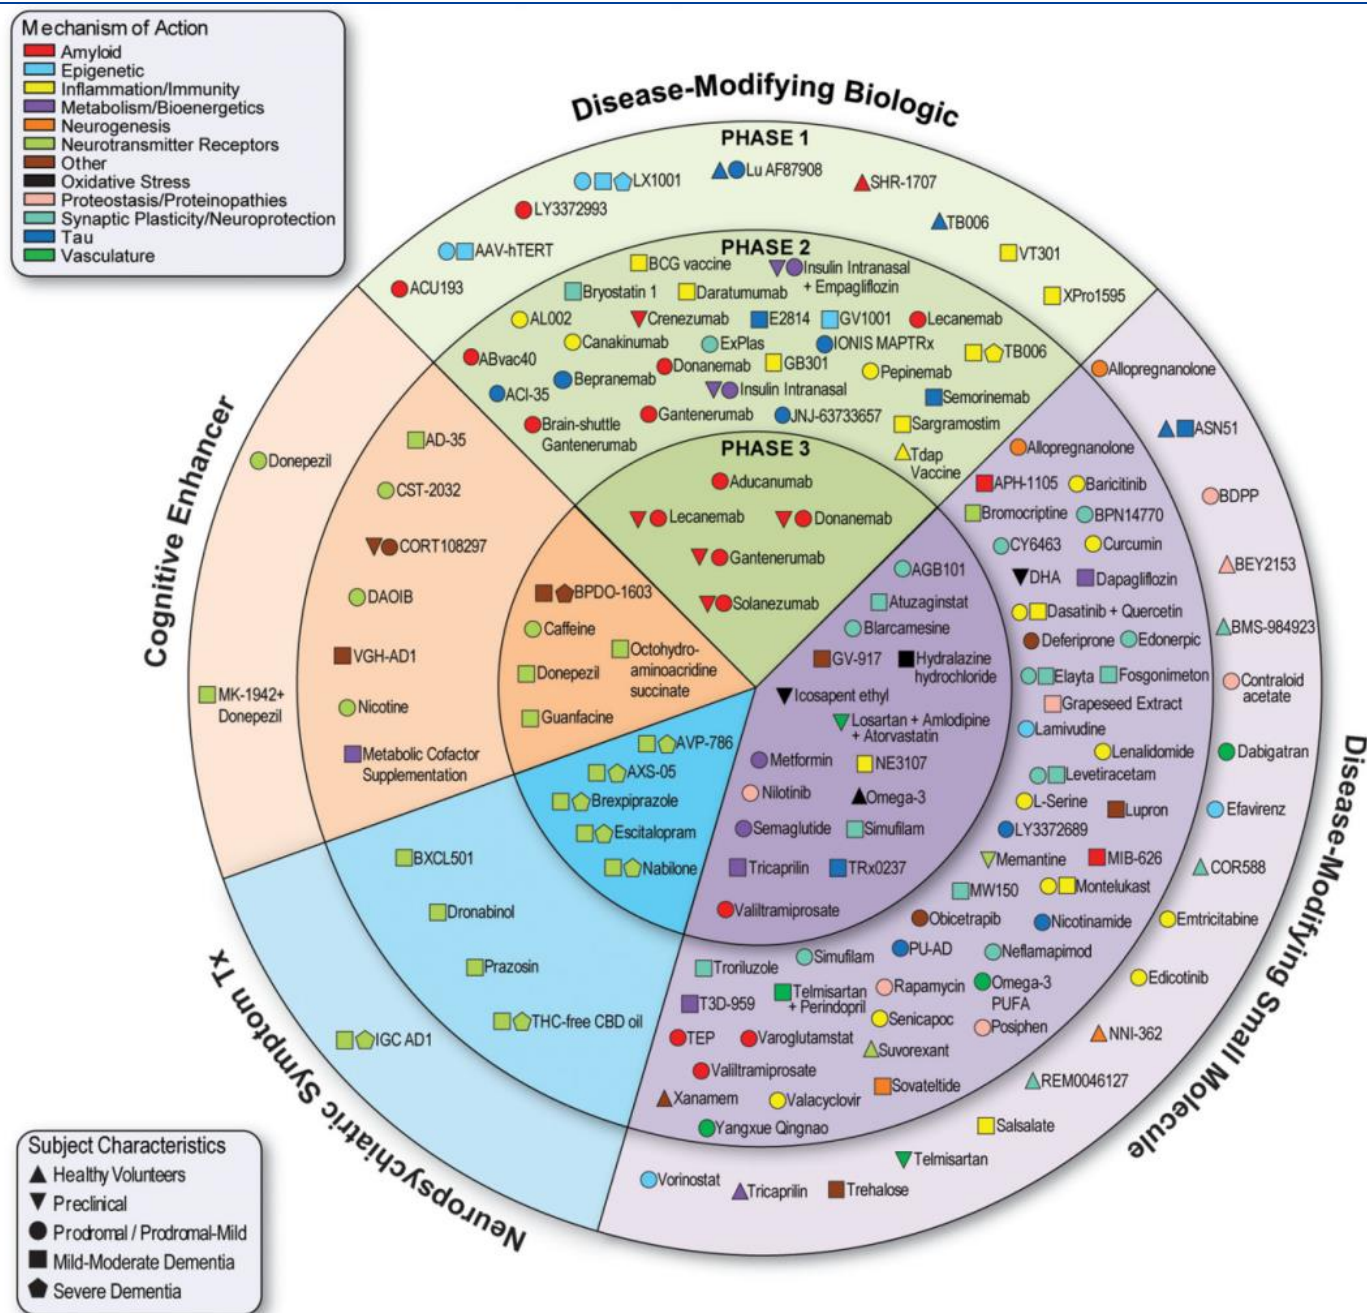 Mechanism of Action
Amyloid
Epigenetic
Inflammation/Immunity
Metabolism/Bioenergetics
Neurogenesis
Neurotransmitter Receptors
Other
Oxidative Stress
Proteostasis/Proteinopathies
Synaptic Plasticity/Neuroprotection
Tau
Vasculature
Disease-Modifying Biologic
PHASE 1
LX1001
Lu AF87908
SHR-1707
LY3372993
TB006
AAV-hTERT
VT301
ACU193
XPro1595
PHASE 2
BCG vaccine
Insulin Intranasal
+ Empagliflozin
Bryostatin 1
Daratumumab
AL002
Crenezumab
E2814
GV1001
Lecanemab
Canakinumab
ExPlas
IONIS MAPTRx
TB006
ABvac40
Donanemab
GB301
Pepinemab
Bepranemab
ACI-35
Insulin Intranasal
Semorinemab
Brain-shuttle
Gantenerumab
Gantenerumab
JNJ-63733657
Sargramostim
Tdap
Vaccine
PHASE 3
Aducanumab
Lecanemab
Donanemab
Gantenerumab
Solanezumab
Cognitive Enhancer
Donepezil
MK-1942+
Donepezil
AD-35
CST-2032
CORT108297
DAOIB
VGH-AD1
Nicotine
Metabolic Cofactor
Supplementation
BPDO-1603
Caffeine
Octohydro-
aminoacridine
succinate
Donepezil
Guanfacine
Neuropsychiatric Symptom Tx
AVP-786
AXS-05
Brexpiprazole
Escitalopram
Nabilone
BXCL501
Dronabinol
Prazosin
THC-free CBD oil
IGC AD1
Disease-Modifying Small Molecule
AGB101
Atuzaginstat
Blarcamesine
GV-917
Hydralazine
hydrochloride
Icosapent ethyl
Losartan + Amlodipine
+ Atorvastatin
Metformin
NE3107
Nilotinib
Omega-3
Semaglutide
Simufilam
Tricaprilin
TRx0237
Valiltramiprosate
Allopregnanolone
APH-1105
Baricitinib
Bromocriptine
BPN14770
CY6463
Curcumin
DHA
Dapagliflozin
Dasatinib + Quercetin
Deferiprone
Edonerpic
Elayta
Fosgonimeton
Grapeseed Extract
Lamivudine
Lenalidomide
Levetiracetam
L-Serine
Lupron
LY3372689
Memantine
MIB-626
MW150
Montelukast
Obicetrapib
Nicotinamide
PU-AD
Neflamapimod
Simufilam
Troriluzole
Rapamycin
Omega-3
PUFA
T3D-959
Telmisartan
+ Perindopril
Senicapoc
Posiphen
TEP
Varoglutamstat
Suvorexant
Valiltramiprosate
Sovateltide
Xanamem
Valacyclovir
Yangxue Qingnao
Allopregnanolone
ASN51
BDPP
BEY2153
BMS-984923
Contraloid
acetate
Dabigatran
Efavirenz
COR588
Emtricitabine
Edicotinib
NNI-362
REM0046127
Salsalate
Telmisartan
Vorinostat
Tricaprilin
Trehalose
Subject Characteristics
Healthy Volunteers
Preclinical
Prodromal / Prodromal-Mild
Mild-Moderate Dementia
Severe Dementia